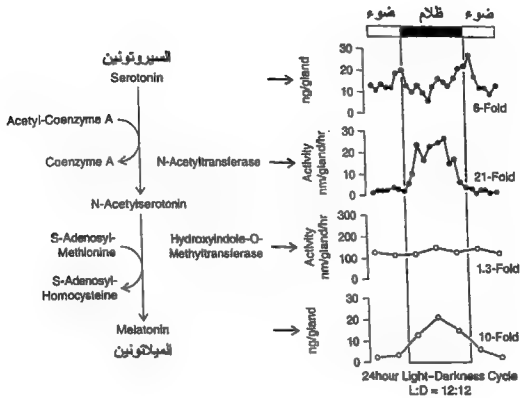 ضوء ظلام ضوء
السيروتونين
Serotonin
Acetyl-Coenzyme A
Coenzyme A
N-Acetyltransferase
N-Acetylserotonin
S-Adenosyl-
Methionine
Hydroxyindole-O-
Methyltransferase
S-Adenosyl-
Homocysteine
Melatonin
الميلاتونين
ng/gland
30
20
10
0
6-Fold
Activity
nm/gland/hr
30
20
10
0
21-Fold
Activity
nm/gland/hr
300
200
100
0
1.3-Fold
ng/gland
30
20
10
0
10-Fold
24hour Light-Darkness Cycle
L:D = 12:12